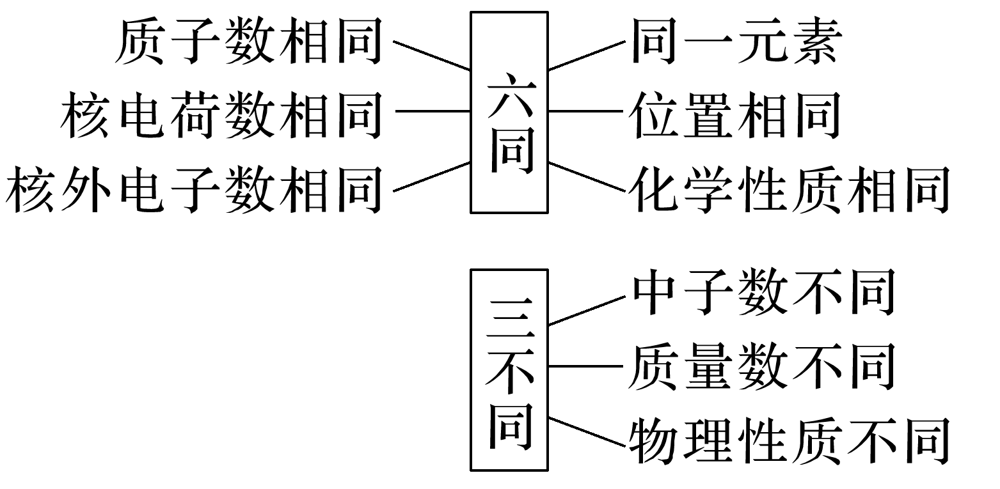 质子数相同
核电荷数相同
核外电子数相同
六同
同一元素
位置相同
化学性质相同
三不同
中子数不同
质量数不同
物理性质不同